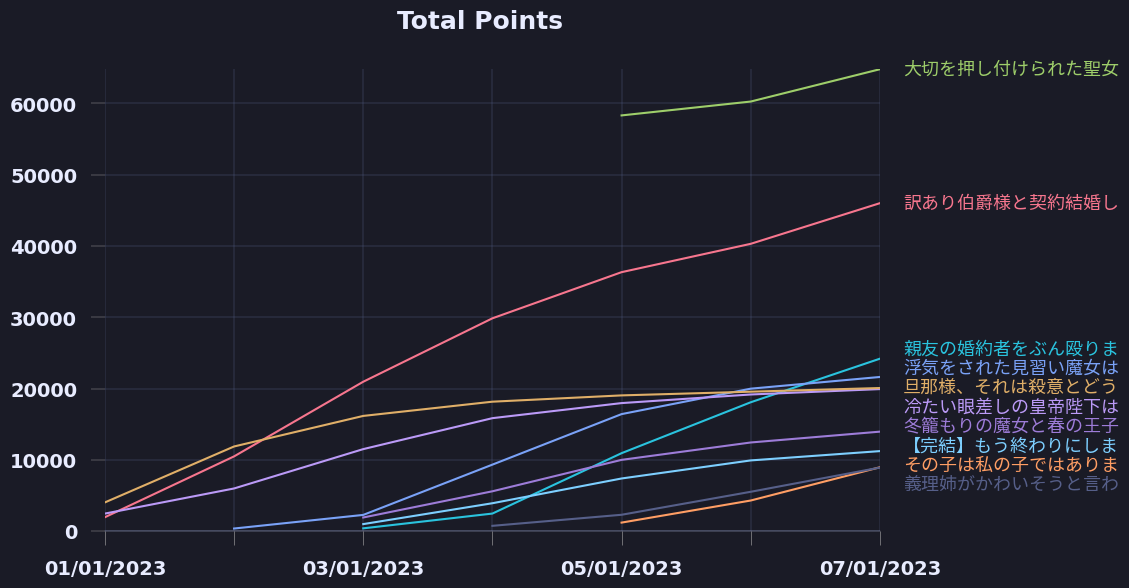 Total Points
60000
50000
40000
30000
20000
10000
0
01/01/2023 03/01/2023 05/01/2023 07/01/2023
大切を押し付けられた聖女
訳あり伯爵様と契約結婚し
親友の婚約者をぶん殴りま
浮気をされた見習い魔女は
旦那様、それは殺意とどう
冷たい眼差しの皇帝陛下は
冬籠もりの魔女と春の王子
【完結】もう終わりにしま
その子は私の子ではありま
義理姉がかわいそうと言わ